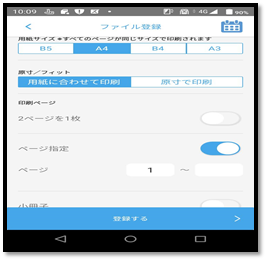 10:09 4G 90%
ファイル登録
用紙サイズ *すべてのページが同じサイズで印刷されます
B5 A4 B4 A3
原寸/フィット
用紙に合わせて印刷 原寸で印刷
印刷ページ
2ページを1枚
ページ指定
ページ 1 ~
小冊子
登録する